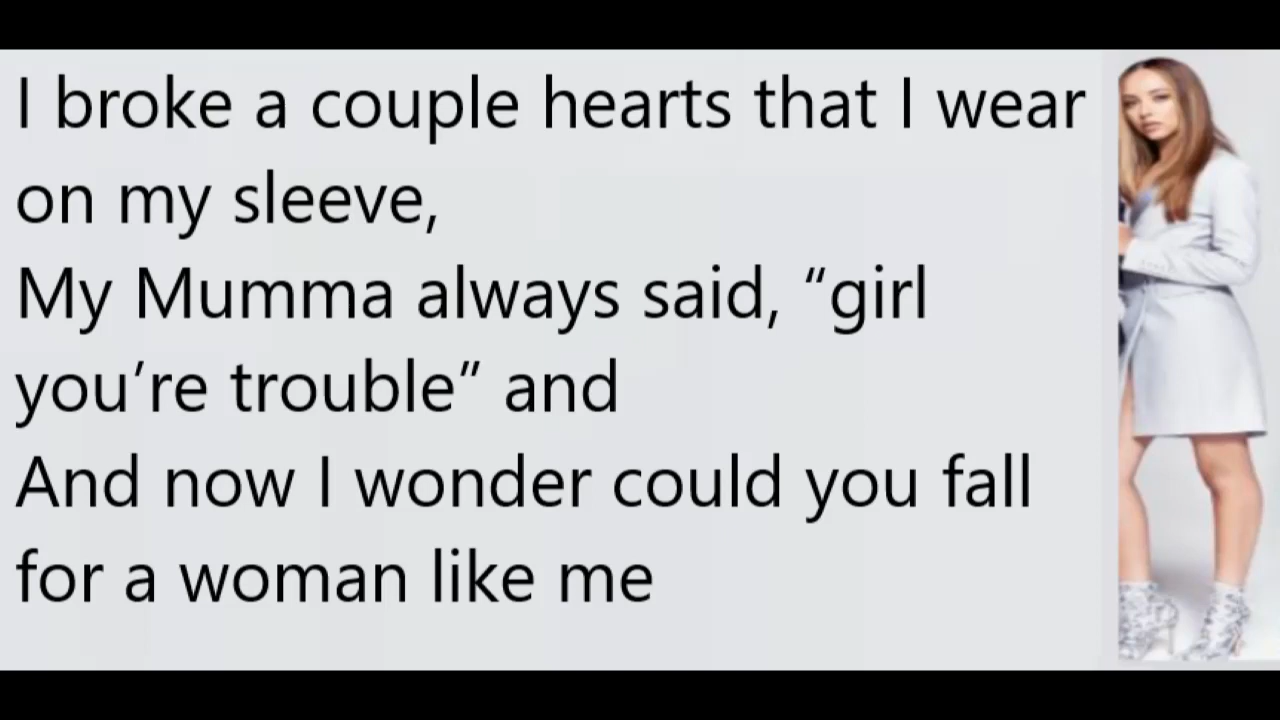 I broke a couple hearts that I wear
on my sleeve,
My Mumma always said, “girl
you’re trouble” and
And now I wonder could you fall
for a woman like me